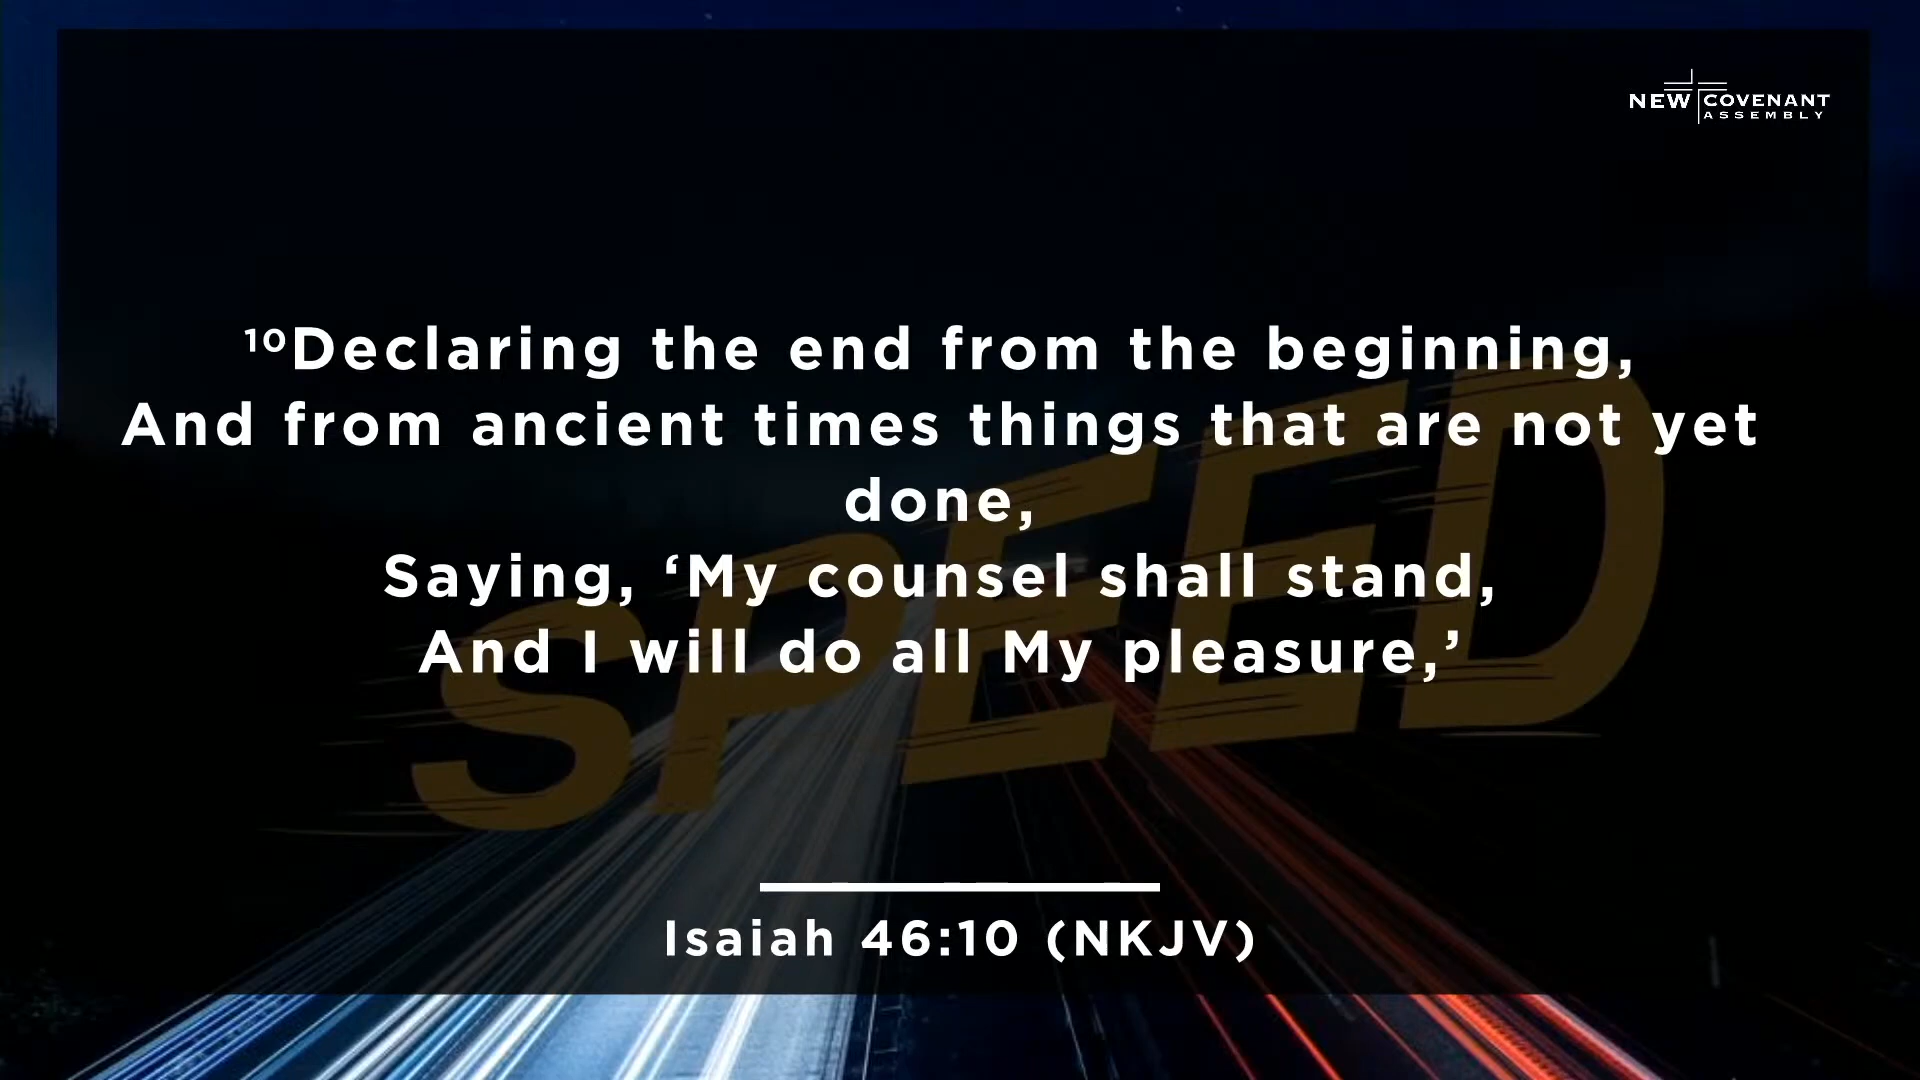 NEW COVENANT
ASSEMBLY
¹⁰Declaring the end from the beginning,
And from ancient times things that are not yet
done,
Saying, ‘My counsel shall stand,
And I will do all My pleasure,’
SPEED
Isaiah 46:10 (NKJV)